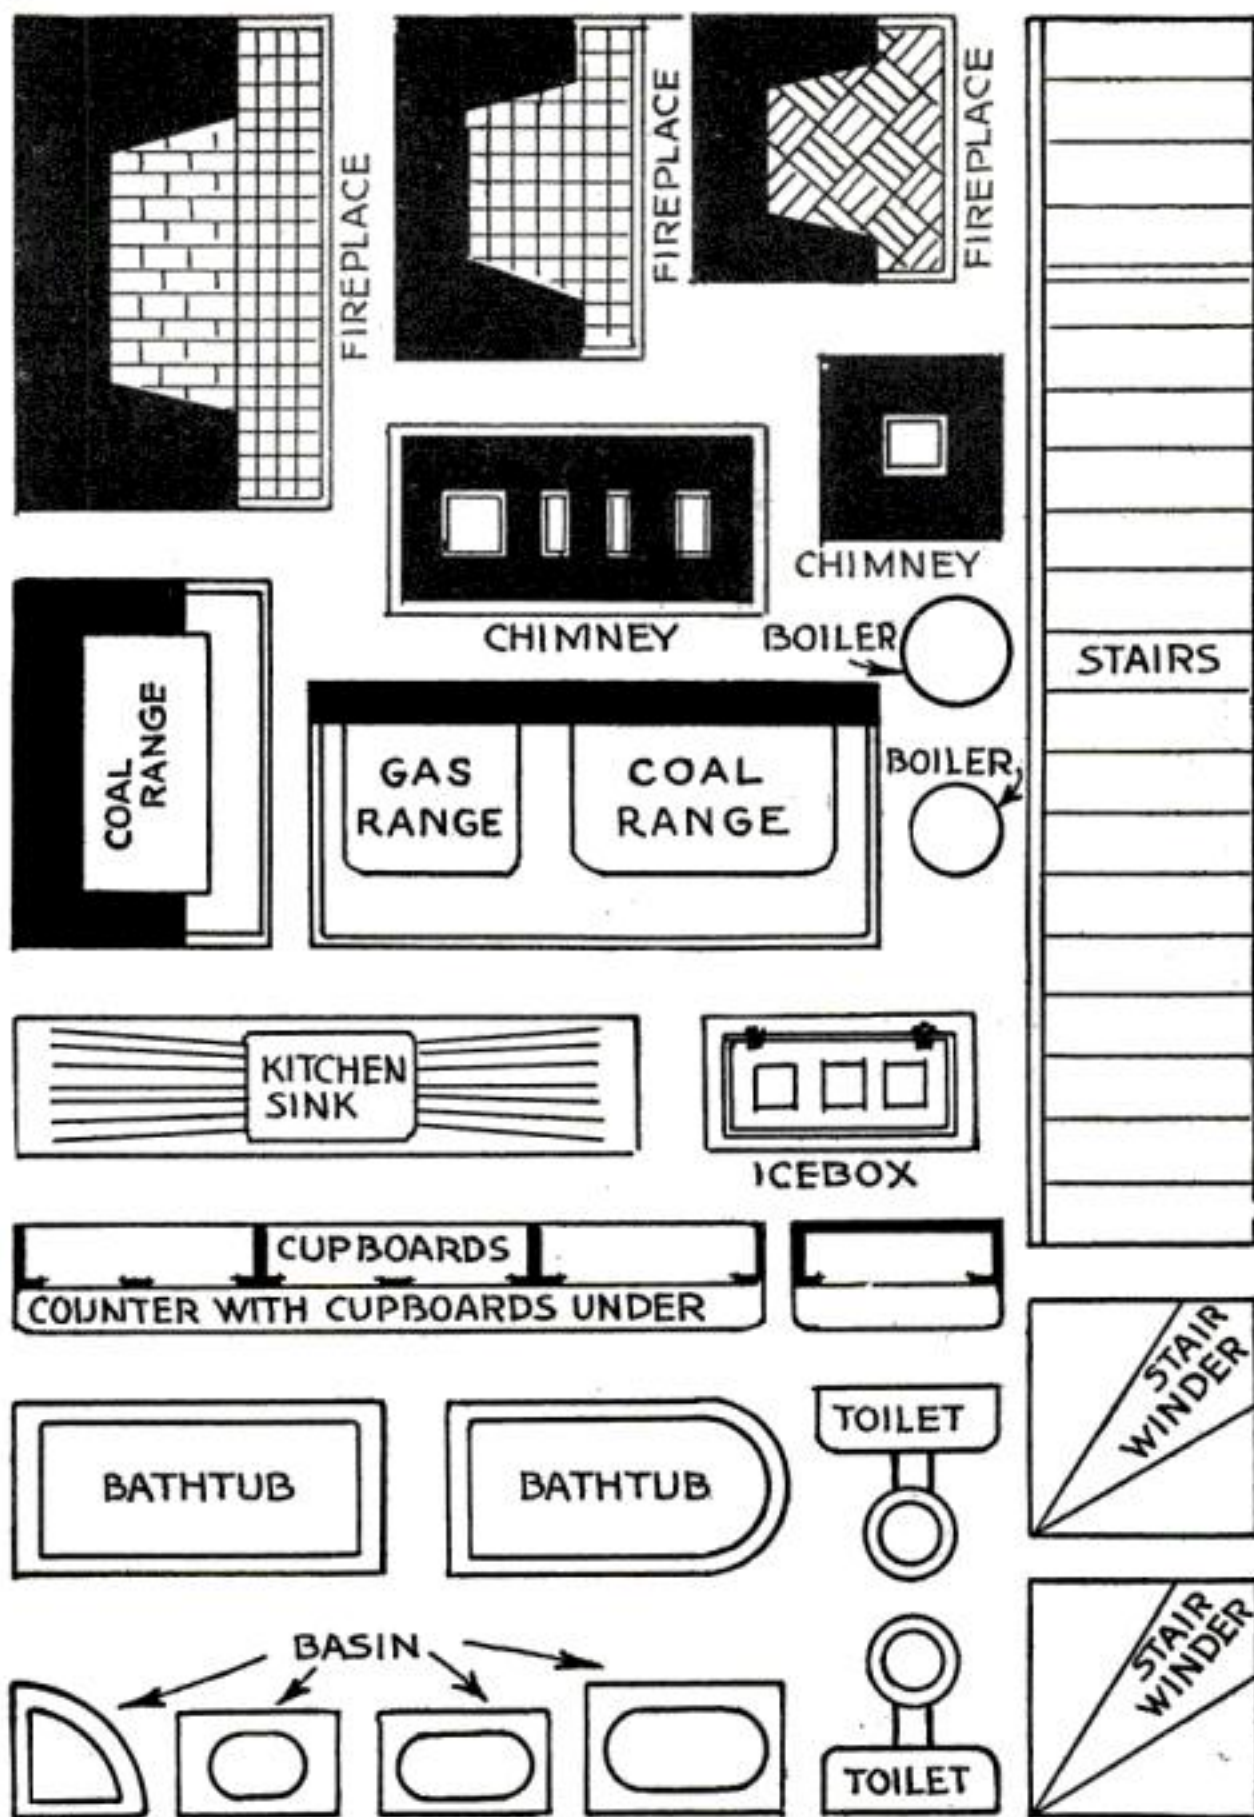 FIREPLACE
FIREPLACE
FIREPLACE
CHIMNEY
CHIMNEY
BOILER
STAIRS
COAL
RANGE
GAS
RANGE
COAL
RANGE
BOILER
KITCHEN
SINK
ICEBOX
CUPBOARDS
COUNTER WITH CUPBOARDS UNDER
STAIR
WINDER
BATHTUB
BATHTUB
TOILET
BASIN
STAIR
WINDER
TOILET